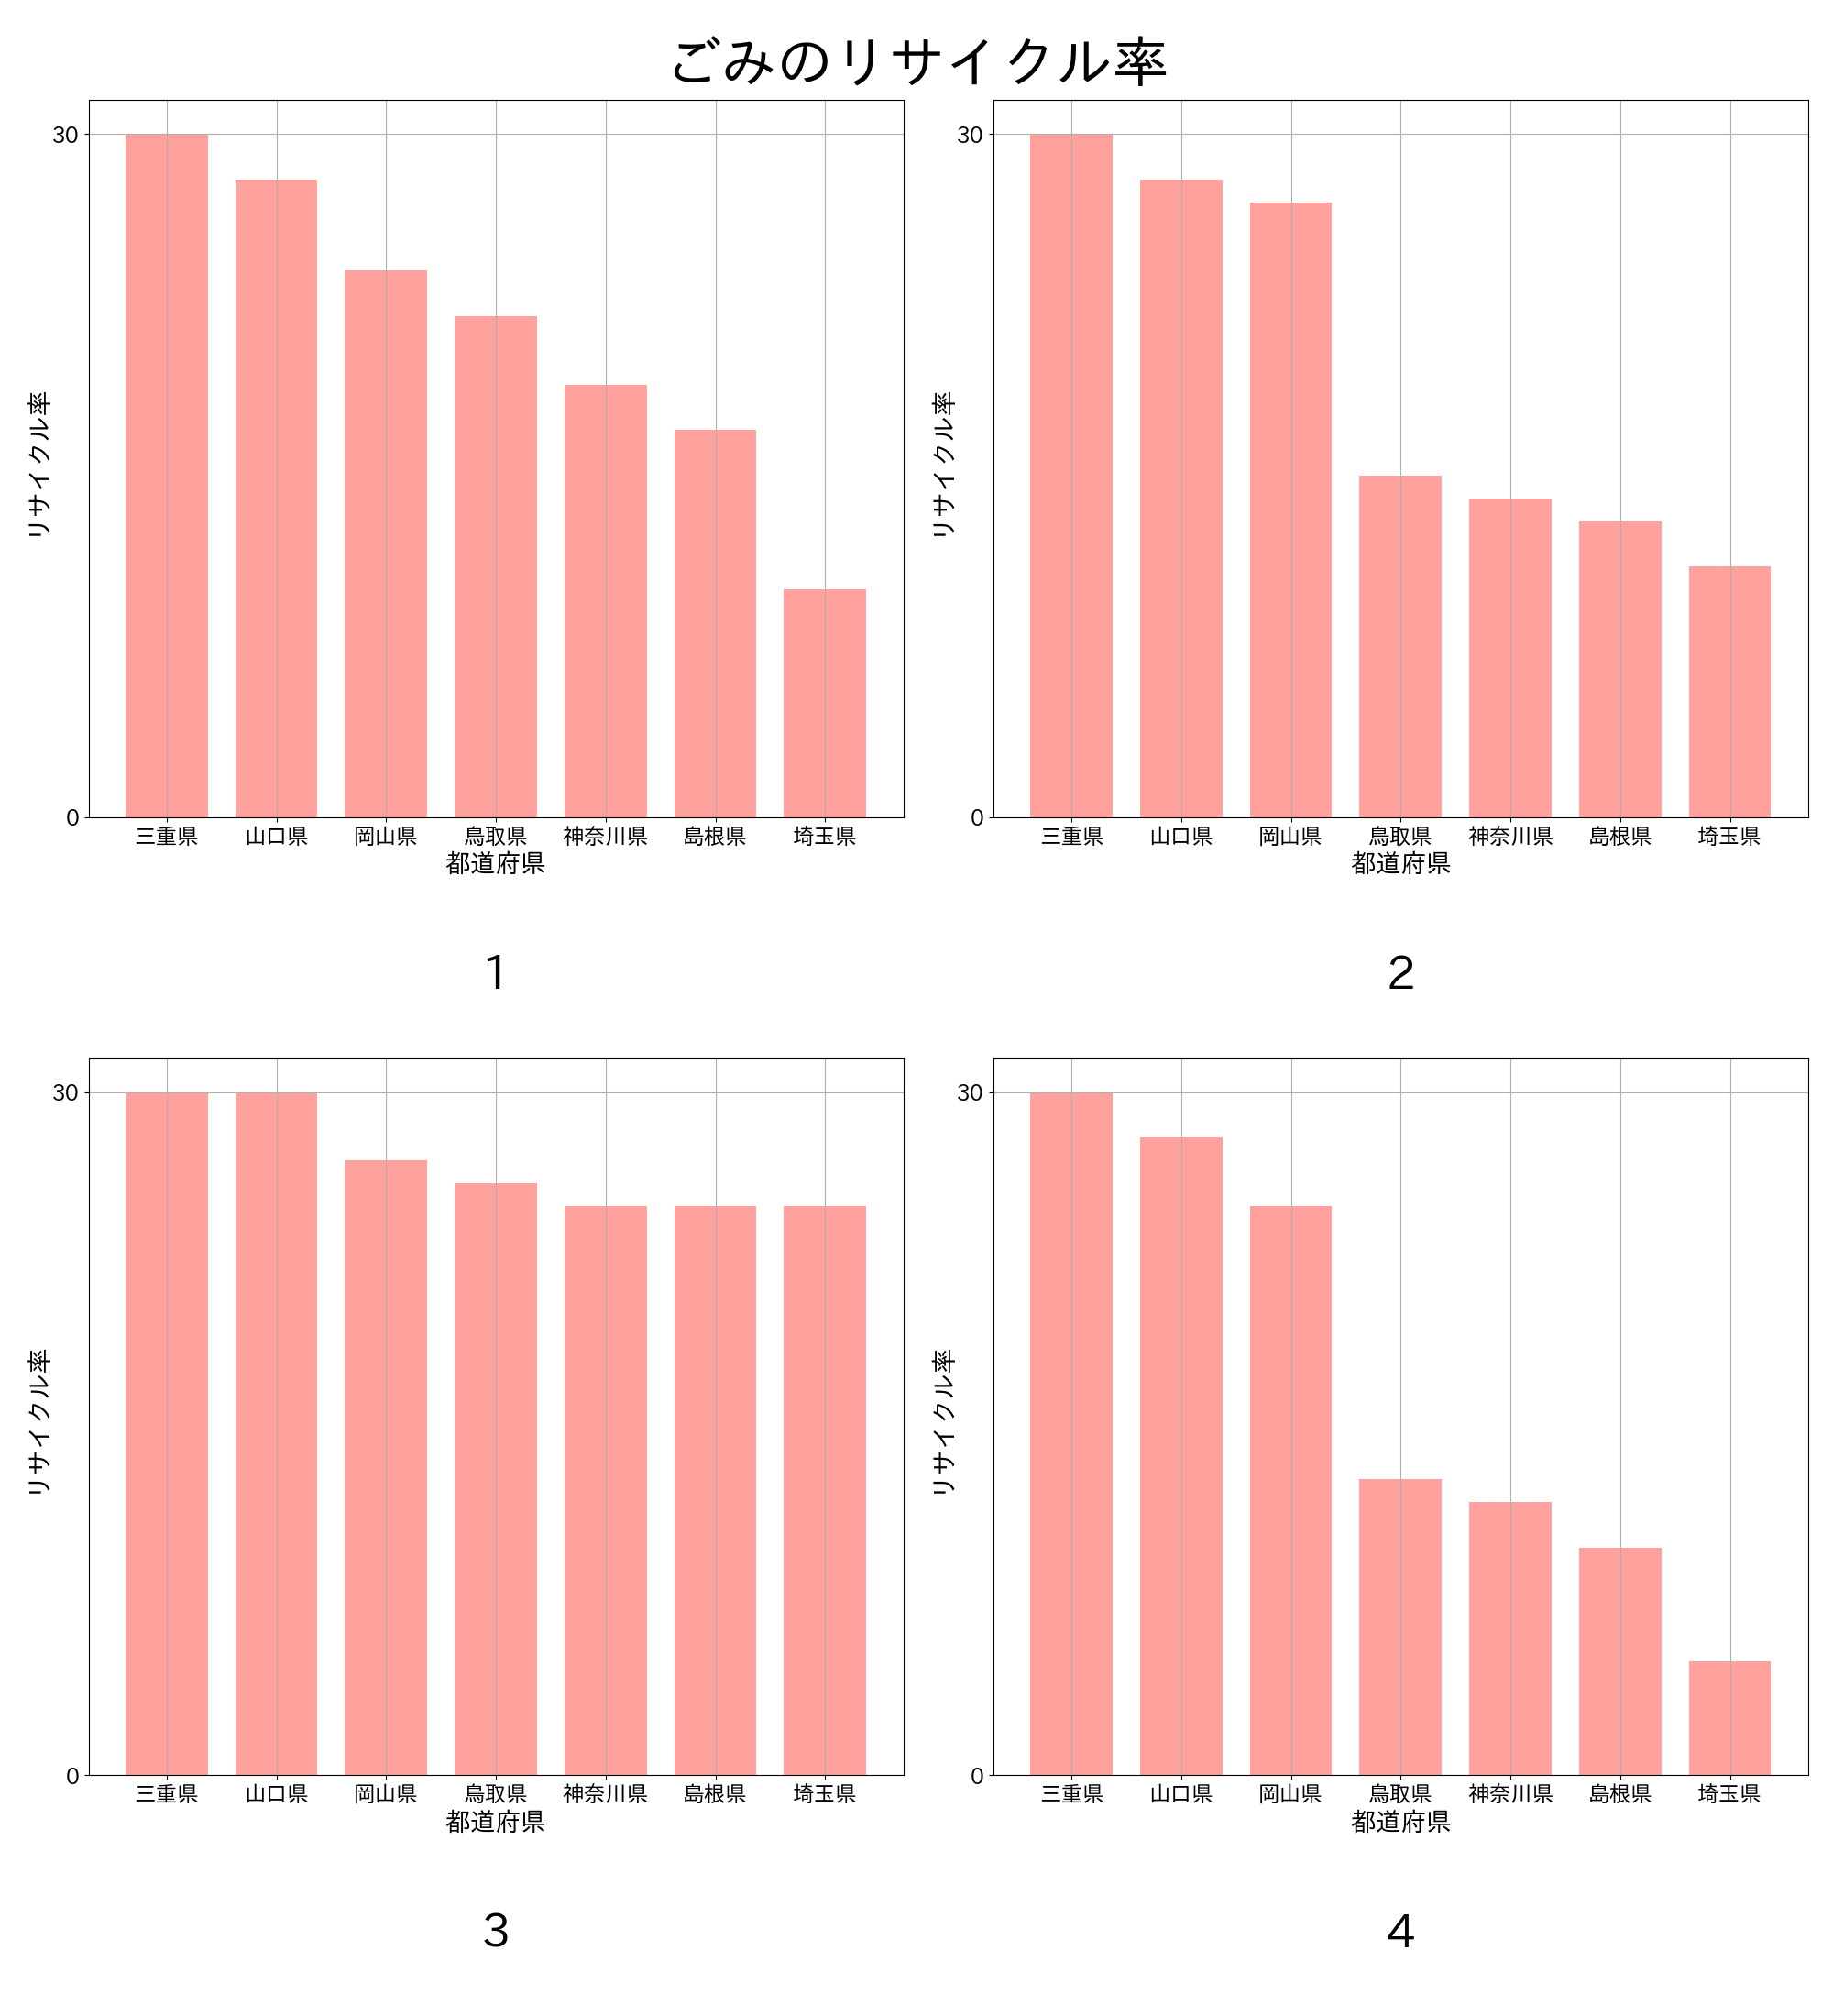 ごみのリサイクル率
30
0
リサイクル率
三重県 山口県 岡山県 鳥取県 神奈川県 島根県 埼玉県
都道府県
1
30
0
リサイクル率
三重県 山口県 岡山県 鳥取県 神奈川県 島根県 埼玉県
都道府県
2
30
0
リサイクル率
三重県 山口県 岡山県 鳥取県 神奈川県 島根県 埼玉県
都道府県
3
30
0
リサイクル率
三重県 山口県 岡山県 鳥取県 神奈川県 島根県 埼玉県
都道府県
4